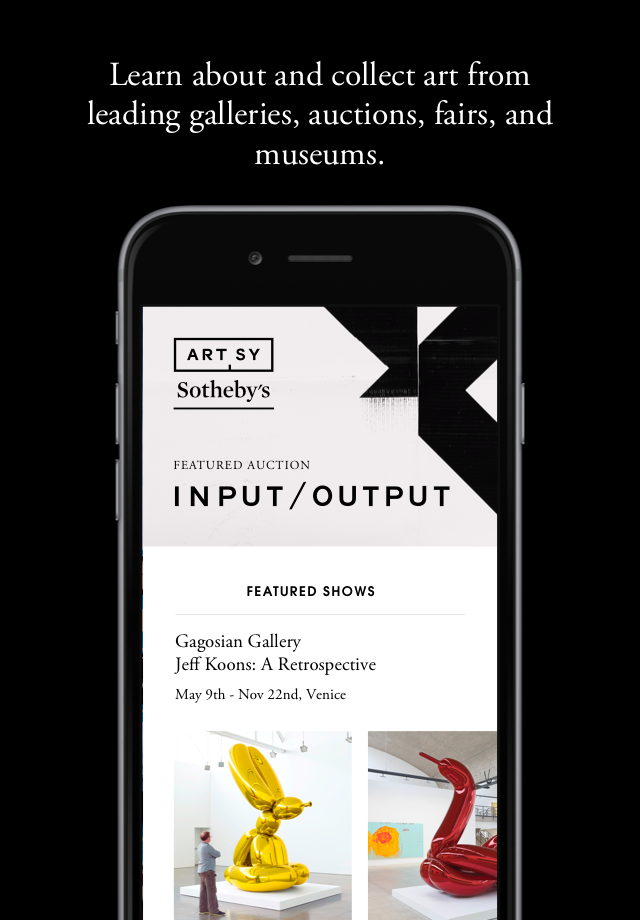 Learn about and collect art from
leading galleries, auctions, fairs, and
museums.
ART SY
Sotheby's
FEATURED AUCTION
INPUT/OUTPUT
FEATURED SHOWS
Gagosian Gallery
Jeff Koons: A Retrospective
May 9th - Nov 22nd, Venice